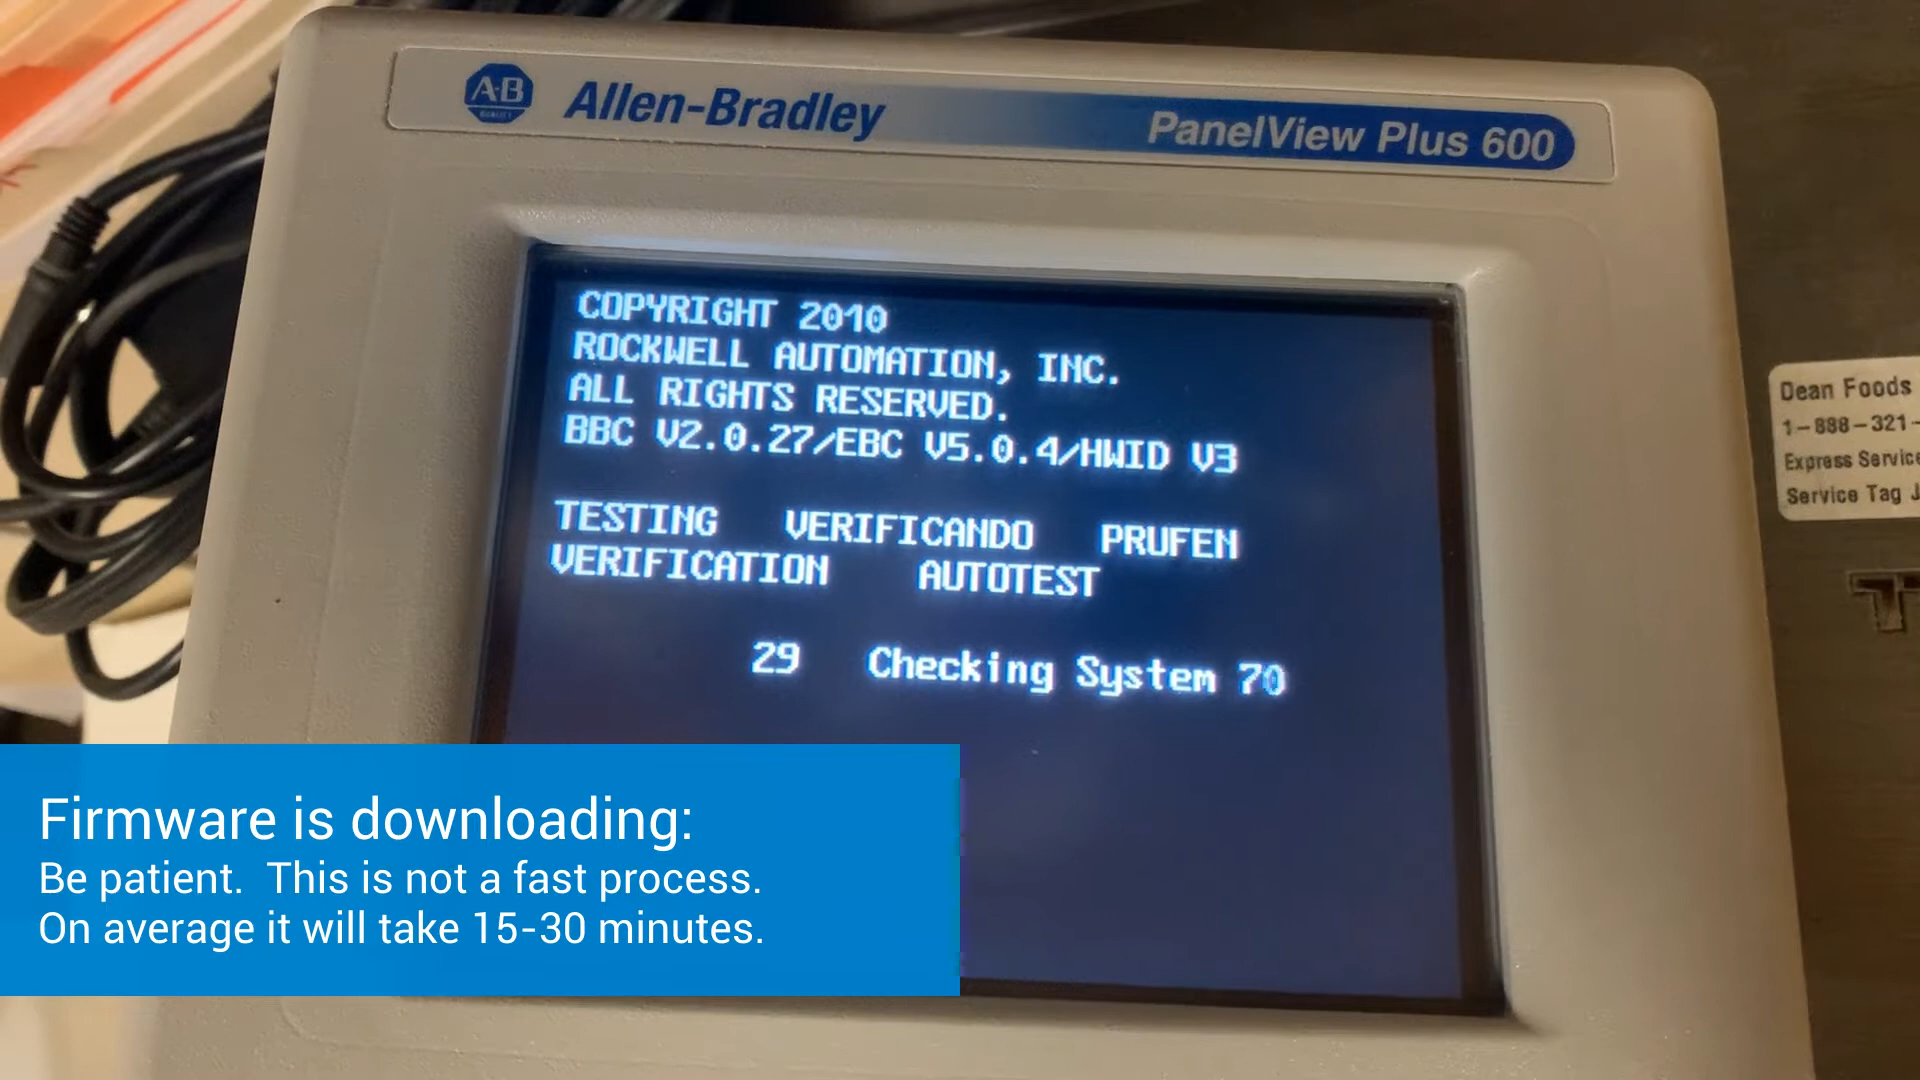 A·B
QUALITY
Allen-Bradley
PanelView Plus 600
COPYRIGHT 2010
ROCKWELL AUTOMATION, INC.
ALL RIGHTS RESERVED.
BBC V2.0.27/EBC V5.0.4/HWID V3
TESTING VERIFICANDO PRUFEN
VERIFICATION AUTOTEST
29 Checking System 70
Dean Foods
1-888-321-
Express Service
Service Tag J
Firmware is downloading:
Be patient. This is not a fast process.
On average it will take 15-30 minutes.